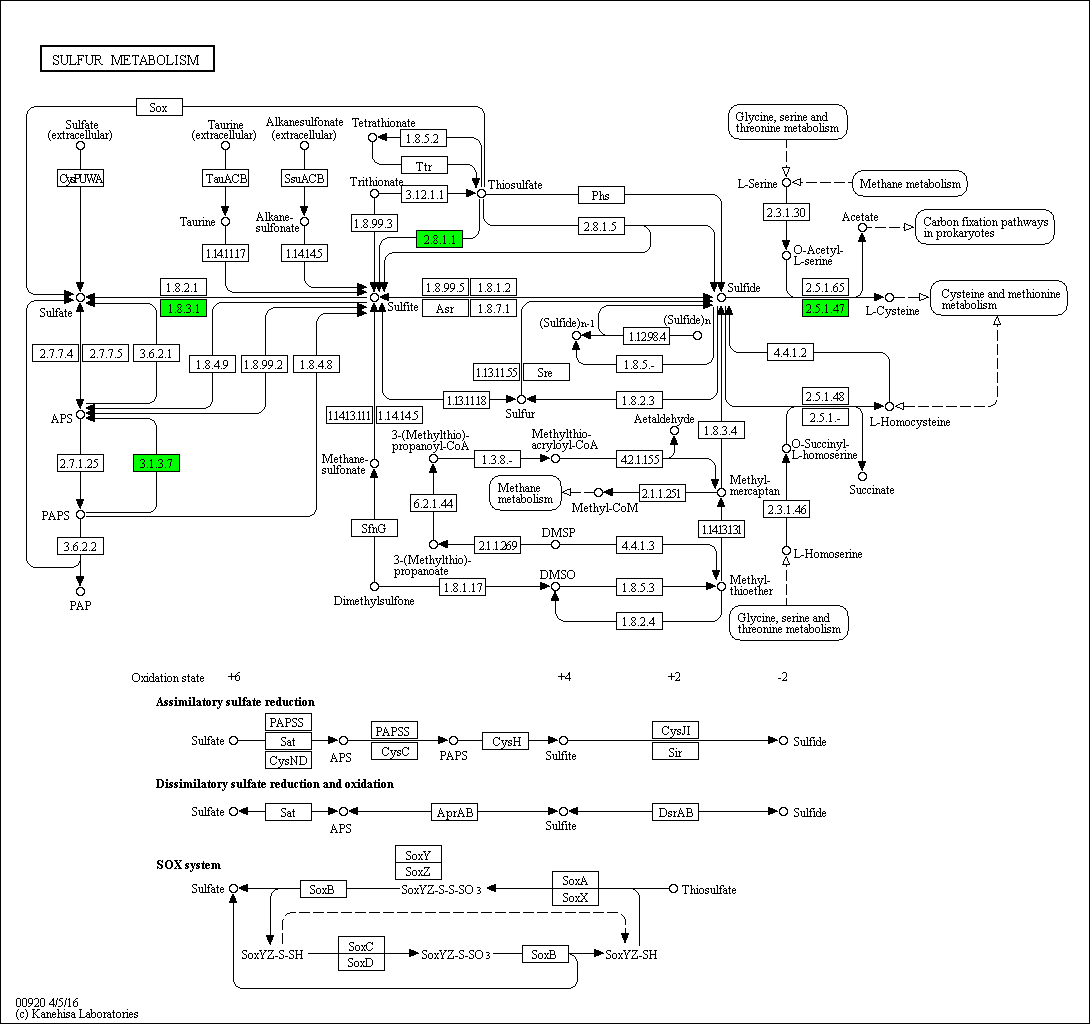 SULFUR METABOLISM
Sox
Sulfate
(extracellular)
Taurine
(extracellular)
Alkanesulfonate
(extracellular)
Tetrathionate
1.8.5.2
Ttr
Glycine, serine and
threonine metabolism
CysPUWA
TauACB
SsuACB
Trithionate
3.12.1.1
Thiosulfate
Phs
L-Serine
Methane metabolism
Taurine
Alkane-
sulfonate
1.8.99.3
2.8.1.1
2.8.1.5
2.3.1.30
Acetate
Carbon fixation pathways
in prokaryotes
1.14.11.17
1.14.14.5
O-Acetyl-
L-serine
Sulfate
1.8.2.1
1.8.3.1
Sulfite
1.8.99.5
1.8.1.2
Asr
1.8.7.1
Sulfide
2.5.1.65
2.5.1.47
L-Cysteine
Cysteine and methionine
metabolism
(Sulfide)n-1
1.12.98.4
(Sulfide)n
2.7.7.4
2.7.7.5
3.6.2.1
1.8.4.9
1.8.99.2
1.8.4.8
1.8.5.-
4.4.1.2
1.13.11.55
Sre
1.13.11.18
Sulfur
1.8.2.3
2.5.1.48
2.5.1.-
L-Homocysteine
APS
1.14.13.111
1.14.14.5
Aetaldehyde
1.8.3.4
3-(Methylthio)-
propanoyl-CoA
Methylthio-
acryloyl-CoA
O-Succinyl-
L-homoserine
2.7.1.25
3.1.3.7
Methane-
sulfonate
1.3.8.-
4.2.1.155
Succinate
Methane
metabolism
Methyl-CoM
2.1.1.251
Methyl-
mercaptan
6.2.1.44
2.3.1.46
PAPS
SfnG
1.14.13.131
3.6.2.2
2.1.1.269
DMSP
4.4.1.3
L-Homoserine
3-(Methylthio)-
propanoate
DMSO
PAP
Dimethylsulfone
1.8.1.17
1.8.5.3
Methyl-
thioether
1.8.2.4
Glycine, serine and
threonine metabolism
Oxidation state
+6
+4
+2
-2
Assimilatory sulfate reduction
Sulfate
PAPSS
Sat
CysND
APS
PAPSS
CysC
PAPS
CysH
Sulfite
CysJI
Sir
Sulfide
Dissimilatory sulfate reduction and oxidation
Sulfate
Sat
APS
AprAB
Sulfite
DsrAB
Sulfide
SOX system
Sulfate
SoxB
SoxY
SoxZ
SoxYZ-S-S-SO3
SoxA
SoxX
Thiosulfate
SoxYZ-S-SH
SoxC
SoxD
SoxYZ-S-SO3
SoxB
SoxYZ-SH
00920 4/5/16
(c) Kanehisa Laboratories